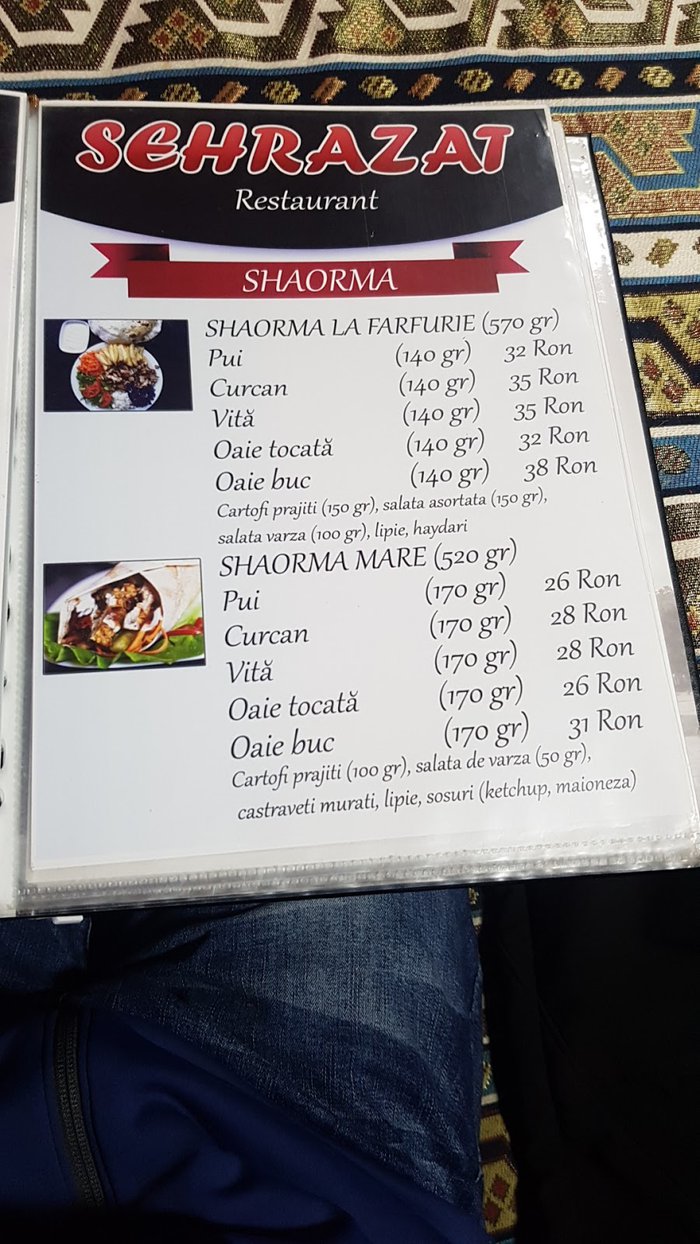 SEHRAZAT
Restaurant
SHAORMA
SHAORMA LA FARFURIE (570 gr)
Pui (140 gr) 32 Ron
Curcan (140 gr) 35 Ron
Vită (140 gr) 35 Ron
Oaie tocată (140 gr) 32 Ron
Oaie buc (140 gr) 38 Ron
Cartofi prajiti (150 gr), salata asortata (150 gr),
salata varza (100 gr), lipie, haydari
SHAORMA MARE (520 gr)
Pui (170 gr) 26 Ron
Curcan (170 gr) 28 Ron
Vită (170 gr) 28 Ron
Oaie tocată (170 gr) 26 Ron
Oaie buc (170 gr) 31 Ron
Cartofi prajiti (100 gr), salata de varza (50 gr),
castraveti murati, lipie, sosuri (ketchup, maioneza)